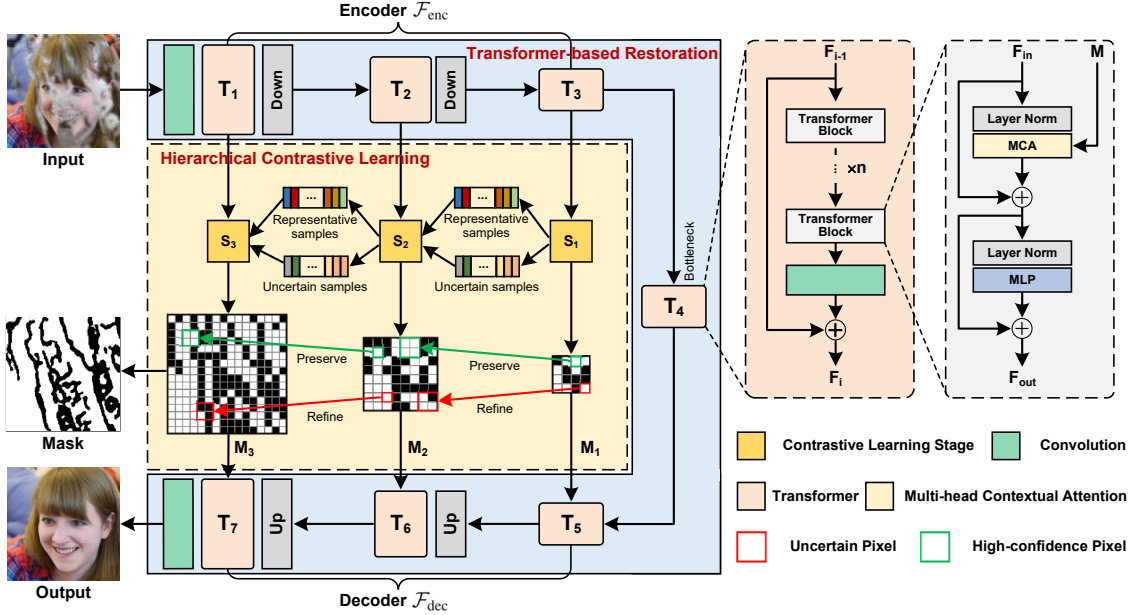 Encoder F_enc
Transformer-based Restoration
Input
T1
Down
T2
Down
T3
Hierarchical Contrastive Learning
Representative
samples
Representative
samples
S3
S2
S1
Uncertain samples
Uncertain samples
Bottleneck
T4
Preserve
Preserve
Refine
Refine
Mask
M3
M2
M1
T7
Up
T6
Up
T5
Output
Decoder F_dec
Fi-1
Transformer
Block
⋮ ×n
Transformer
Block
Fi
Fin
M
Layer Norm
MCA
Layer Norm
MLP
Fout
Contrastive Learning Stage
Convolution
Transformer
Multi-head Contextual Attention
Uncertain Pixel
High-confidence Pixel
...
...
...
...